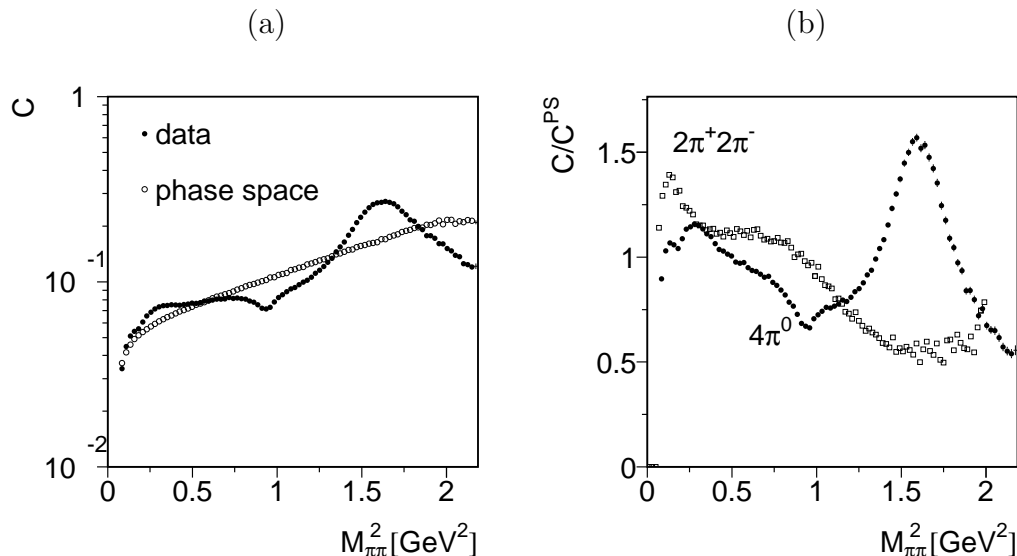 (a)
C
1
10⁻¹
10⁻²
data
phase space
0 0.5 1 1.5 2
M²ππ[GeV²]
(b)
C/C^PS
1.5
1
0.5
0
2π⁺2π⁻
4π⁰
0 0.5 1 1.5 2
M²ππ[GeV²]